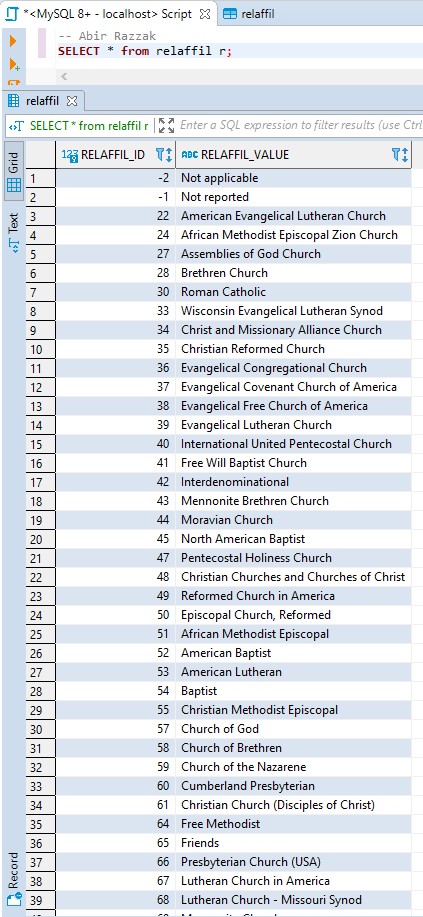 *<MySQL 8+ - localhost> Script
relaffil
-- Abir Razzak
SELECT * from relaffil r;
relaffil
SELECT * from relaffil r
Enter a SQL expression to filter results (use Ctrl
Grid
Text
Record
123 RELAFFIL_ID
ABC RELAFFIL_VALUE
1 -2 Not applicable
2 -1 Not reported
3 22 American Evangelical Lutheran Church
4 24 African Methodist Episcopal Zion Church
5 27 Assemblies of God Church
6 28 Brethren Church
7 30 Roman Catholic
8 33 Wisconsin Evangelical Lutheran Synod
9 34 Christ and Missionary Alliance Church
10 35 Christian Reformed Church
11 36 Evangelical Congregational Church
12 37 Evangelical Covenant Church of America
13 38 Evangelical Free Church of America
14 39 Evangelical Lutheran Church
15 40 International United Pentecostal Church
16 41 Free Will Baptist Church
17 42 Interdenominational
18 43 Mennonite Brethren Church
19 44 Moravian Church
20 45 North American Baptist
21 47 Pentecostal Holiness Church
22 48 Christian Churches and Churches of Christ
23 49 Reformed Church in America
24 50 Episcopal Church, Reformed
25 51 African Methodist Episcopal
26 52 American Baptist
27 53 American Lutheran
28 54 Baptist
29 55 Christian Methodist Episcopal
30 57 Church of God
31 58 Church of Brethren
32 59 Church of the Nazarene
33 60 Cumberland Presbyterian
34 61 Christian Church (Disciples of Christ)
35 64 Free Methodist
36 65 Friends
37 66 Presbyterian Church (USA)
38 67 Lutheran Church in America
39 68 Lutheran Church - Missouri Synod